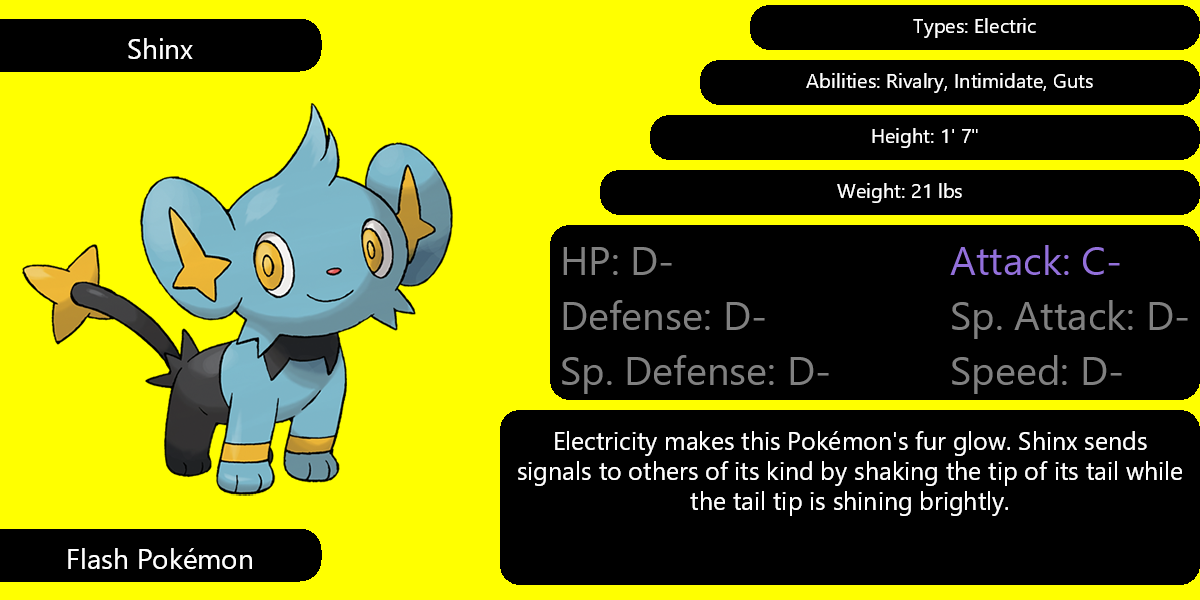 Shinx
Types: Electric
Abilities: Rivalry, Intimidate, Guts
Height: 1' 7"
Weight: 21 lbs
HP: D-
Attack: C-
Defense: D-
Sp. Attack: D-
Sp. Defense: D-
Speed: D-
Electricity makes this Pokémon's fur glow. Shinx sends
signals to others of its kind by shaking the tip of its tail while
the tail tip is shining brightly.
Flash Pokémon